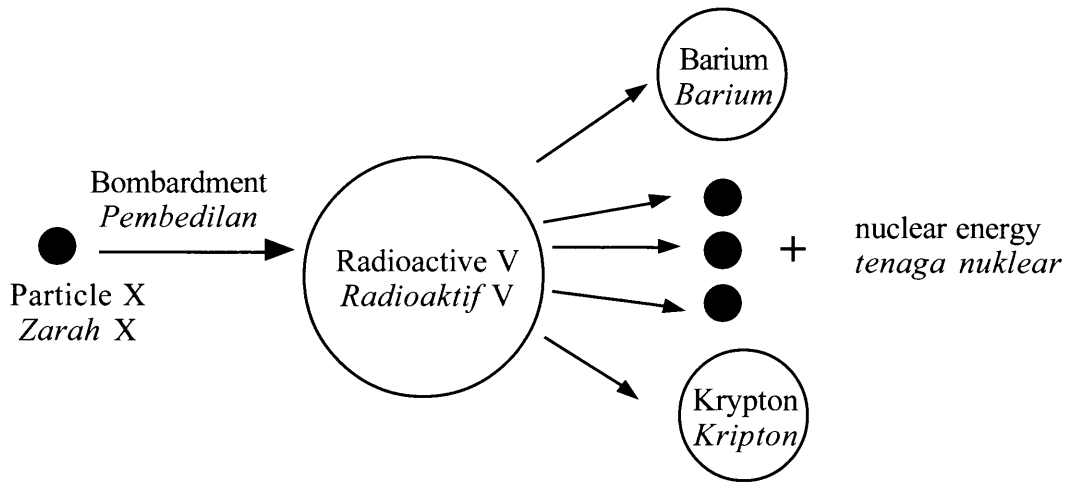 Barium
Barium
Bombardment
Pembedilan
Particle X
Zarah X
Radioactive V
Radioaktif V
+
nuclear energy
tenaga nuklear
Krypton
Kripton